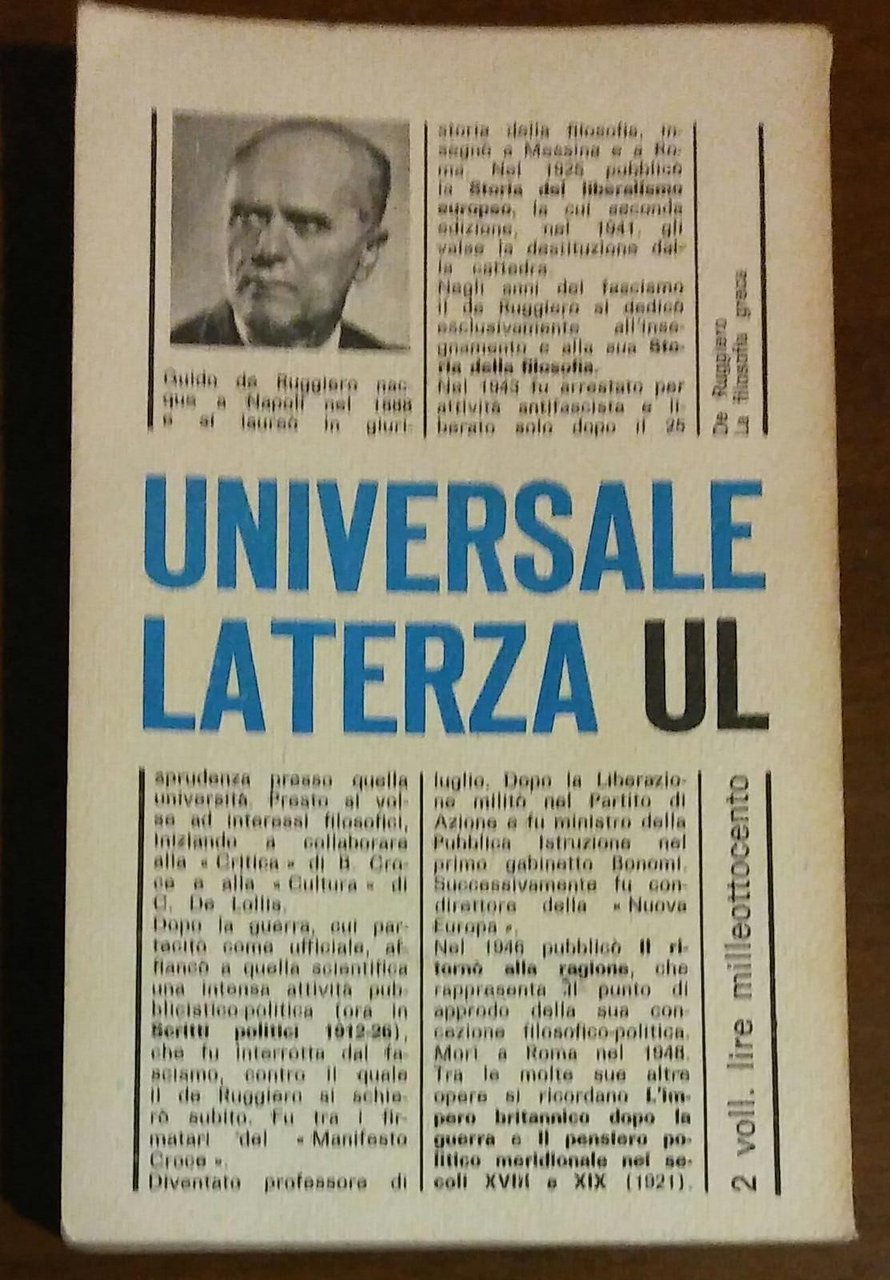 Guido de Ruggiero nac-
que a Napoli nel 1888
e si laureò in giuri-
storia della filosofia, in-
segnò a Messina e a Ro-
ma. Nel 1925 pubblicò
la Storia del liberalismo
europeo, la cui seconda
edizione, nel 1941, gli
valse la destituzione dal-
la cattedra.
Negli anni del fascismo
il de Ruggiero si dedicò
esclusivamente all'inse-
gnamento e alla sua Sto-
ria della filosofia.
Nel 1943 fu arrestato per
attività antifascista e li-
berato solo dopo il 25
De Ruggiero
La filosofia greca
UNIVERSALE
LATERZA UL
sprudenza presso quella
università. Presto si vol-
se ad interessi filosofici,
iniziando a collaborare
alla « Critica » di B. Cro-
ce e alla « Cultura » di
C. De Lollis.
Dopo la guerra, cui par-
tecitò come ufficiale, af-
fiancò a quella scientifica
una intensa attività pub-
blicistico-politica (ora in
Scritti politici 1912-26),
che fu interrotta dal fa-
scismo, contro il quale
il de Ruggiero si schie-
rò subito. Fu tra i fir-
matari del « Manifesto
Croce ».
Diventato professore di
luglio. Dopo la Liberazio-
ne militò nel Partito di
Azione e fu ministro della
Pubblica Istruzione nel
primo gabinetto Bonomi.
Successivamente fu con-
direttore della « Nuova
Europa ».
Nel 1946 pubblicò Il ri-
tornò alla ragione, che
rappresenta il punto di
approdo della sua con-
cezione filosofico-politica.
Morì a Roma nel 1948.
Tra le molte sue altre
opere si ricordano L'im-
pero britannico dopo la
guerra e Il pensiero po-
litico meridionale nei se-
coli XVIII e XIX (1921).
2 voll. lire milleottocento